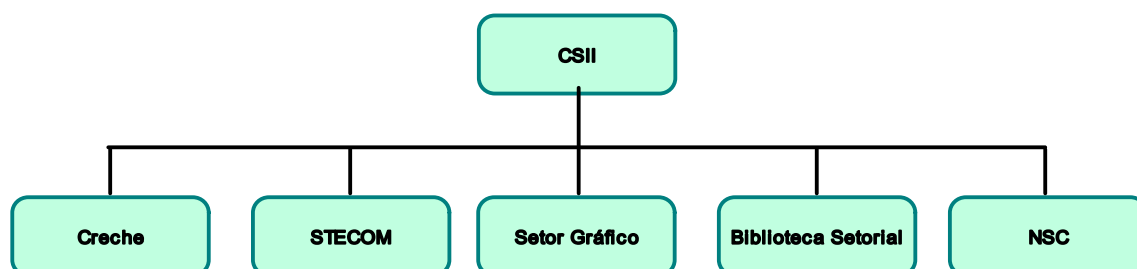 CSII
Creche
STECOM
Setor Gráfico
Biblioteca Setorial
NSC